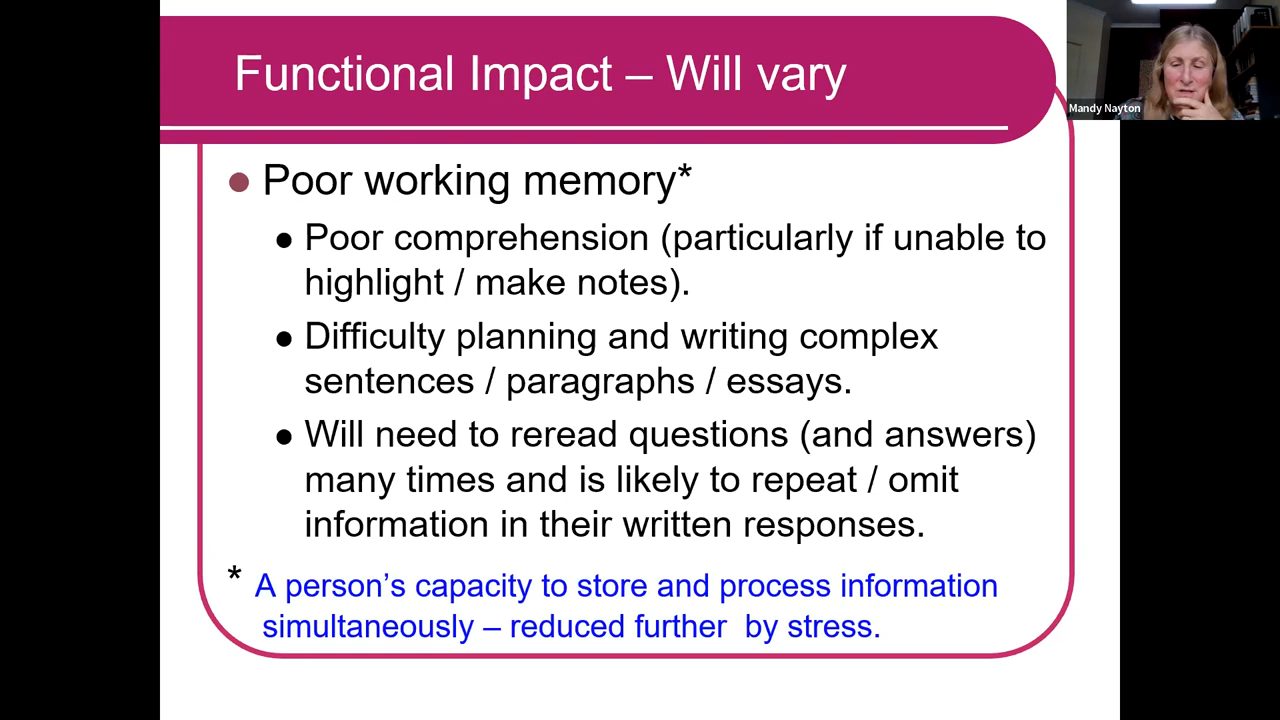 Functional Impact – Will vary
Mandy Nayton
● Poor working memory*
● Poor comprehension (particularly if unable to
highlight / make notes).
● Difficulty planning and writing complex
sentences / paragraphs / essays.
● Will need to reread questions (and answers)
many times and is likely to repeat / omit
information in their written responses.
* A person’s capacity to store and process information
simultaneously – reduced further by stress.